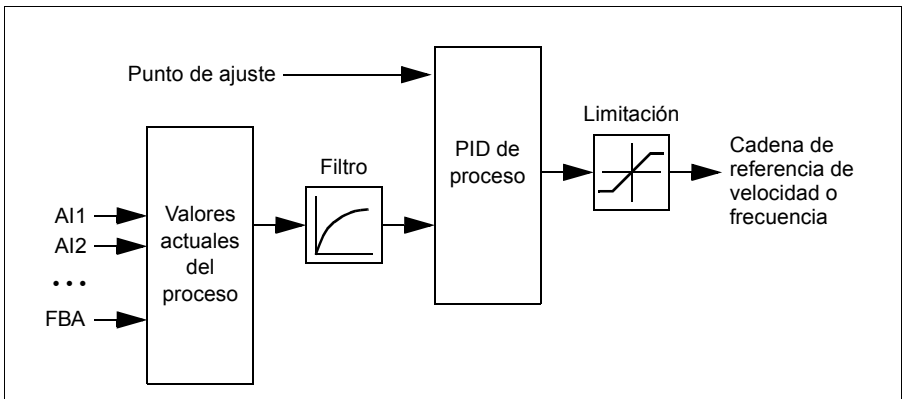 Punto de ajuste
Limitación
PID de
proceso
Cadena de
referencia de
velocidad o
frecuencia
Filtro
AI1
AI2
...
FBA
Valores
actuales
del
proceso